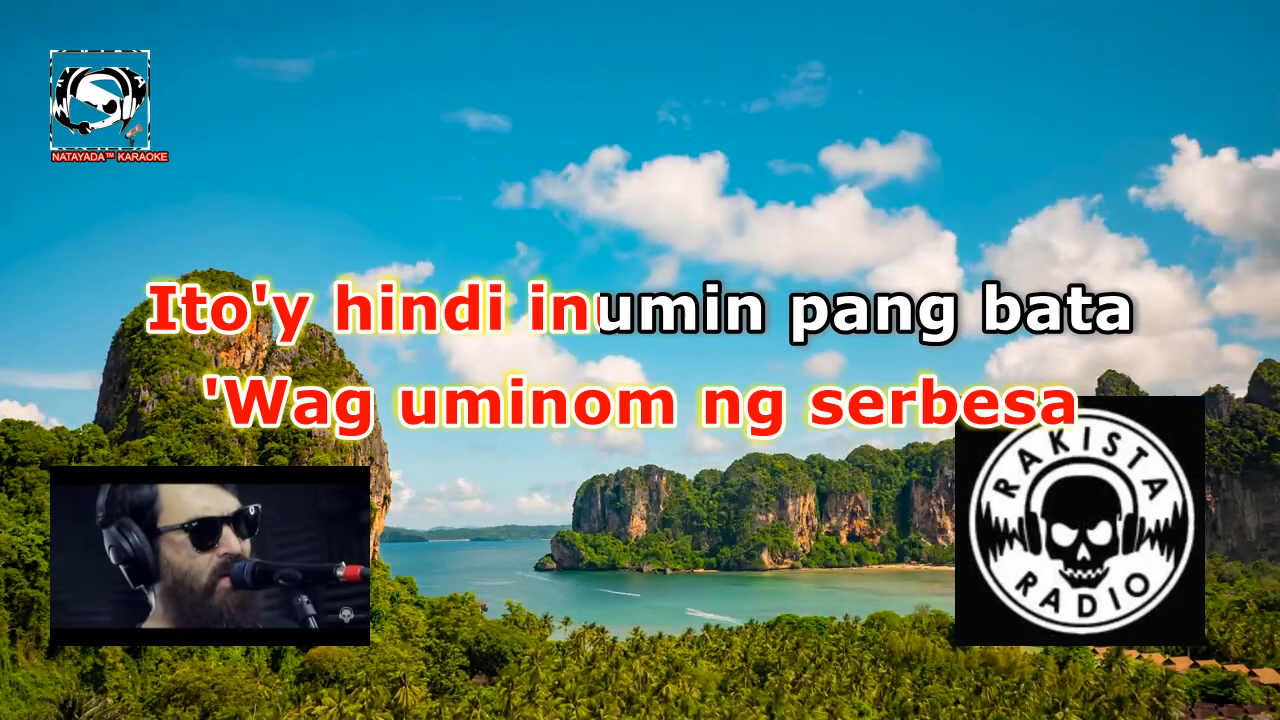 NATAYADA™ KARAOKE
Ito'y hindi inumin pang bata
'Wag uminom ng serbesa
RAKISTA
RADIO